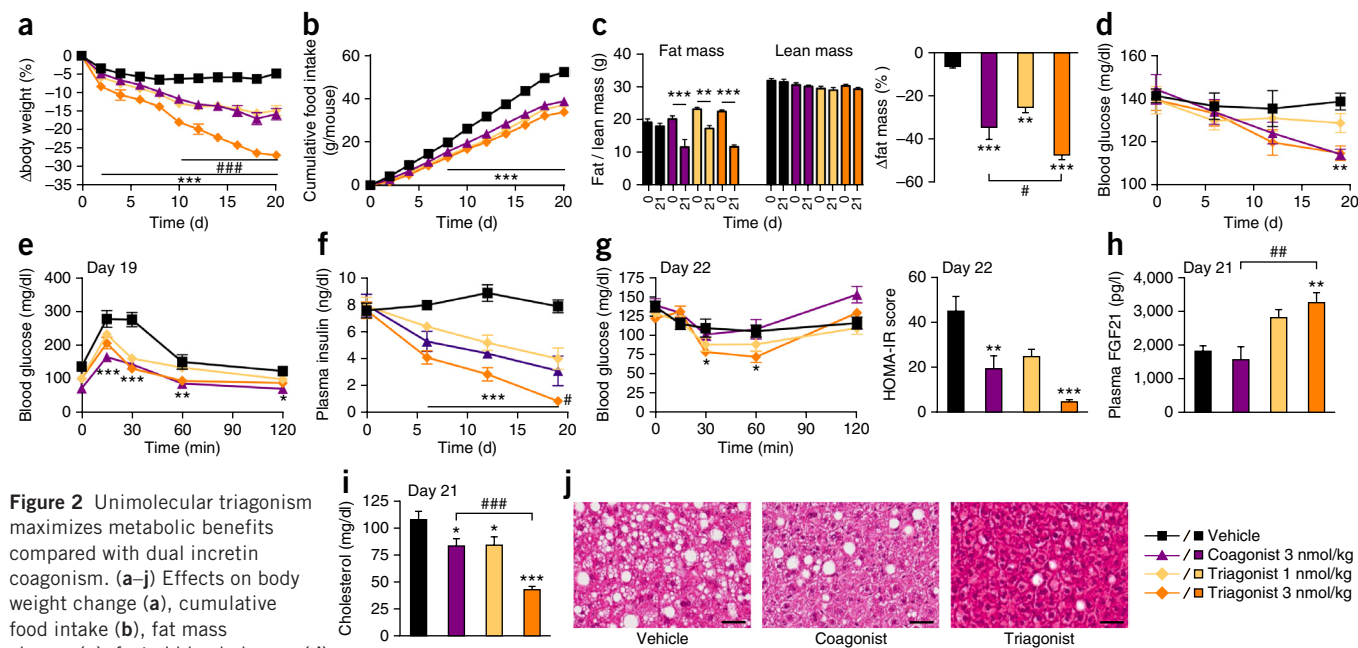 a
Δbody weight (%)
0
−5
−10
−15
−20
−25
−30
−35
###
***
0 5 10 15 20
Time (d)
b
Cumulative food intake
(g/mouse)
60
40
20
0
***
0 5 10 15 20
Time (d)
c
Fat mass Lean mass
Fat / lean mass (g)
40
30
20
10
0
*** ** ***
0 21 0 21 0 21 0 21 0 21 0 21 0 21 0 21
Time (d)
Δfat mass (%)
0
−20
−40
−60
***
**
***
#
d
Blood glucose (mg/dl)
160
140
120
100
**
0 5 10 15 20
Time (d)
e
Day 19
Blood glucose (mg/dl)
400
300
200
100
0
*** *** ** *
0 30 60 90 120
Time (min)
f
Plasma insulin (ng/dl)
10
8
6
4
2
0
***
#
0 5 10 15 20
Time (d)
g
Day 22
Blood glucose (mg/dl)
175
150
125
100
75
50
25
0
* *
0 30 60 90 120
Time (min)
Day 22
HOMA-IR score
60
40
20
0
**
***
h
Day 21
Plasma FGF21 (pg/l)
4,000
3,000
2,000
1,000
0
##
**
Figure 2 Unimolecular triagonism
maximizes metabolic benefits
compared with dual incretin
coagonism. (a–j) Effects on body
weight change (a), cumulative
food intake (b), fat mass
i
Day 21
Cholesterol (mg/dl)
125
100
75
50
25
0
###
* *
***
j
Vehicle Coagonist Triagonist
/ Vehicle
/ Coagonist 3 nmol/kg
/ Triagonist 1 nmol/kg
/ Triagonist 3 nmol/kg